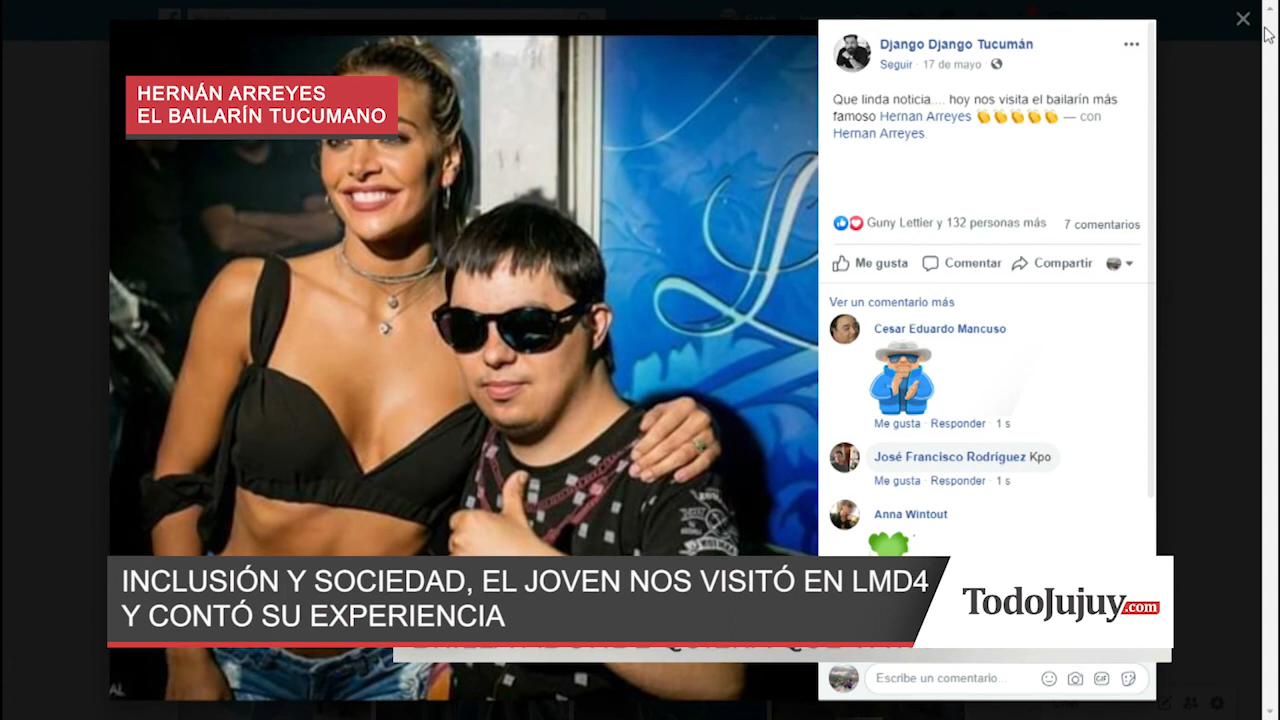 HERNÁN ARREYES
EL BAILARÍN TUCUMANO
Django Django Tucumán
Seguir · 17 de mayo ·
Que linda noticia.... hoy nos visita el bailarín más
famoso Hernan Arreyes 👏👏👏👏👏 — con
Hernan Arreyes.
Guny Lettier y 132 personas más 7 comentarios
Me gusta Comentar Compartir
Ver un comentario más
Cesar Eduardo Mancuso
Me gusta · Responder · 1 s
José Francisco Rodríguez Kpo
Me gusta · Responder · 1 s
Anna Wintout
INCLUSIÓN Y SOCIEDAD, EL JOVEN NOS VISITÓ EN LMD4
Y CONTÓ SU EXPERIENCIA
TodoJujuy.com
Escribe un comentario...
GIF
AL